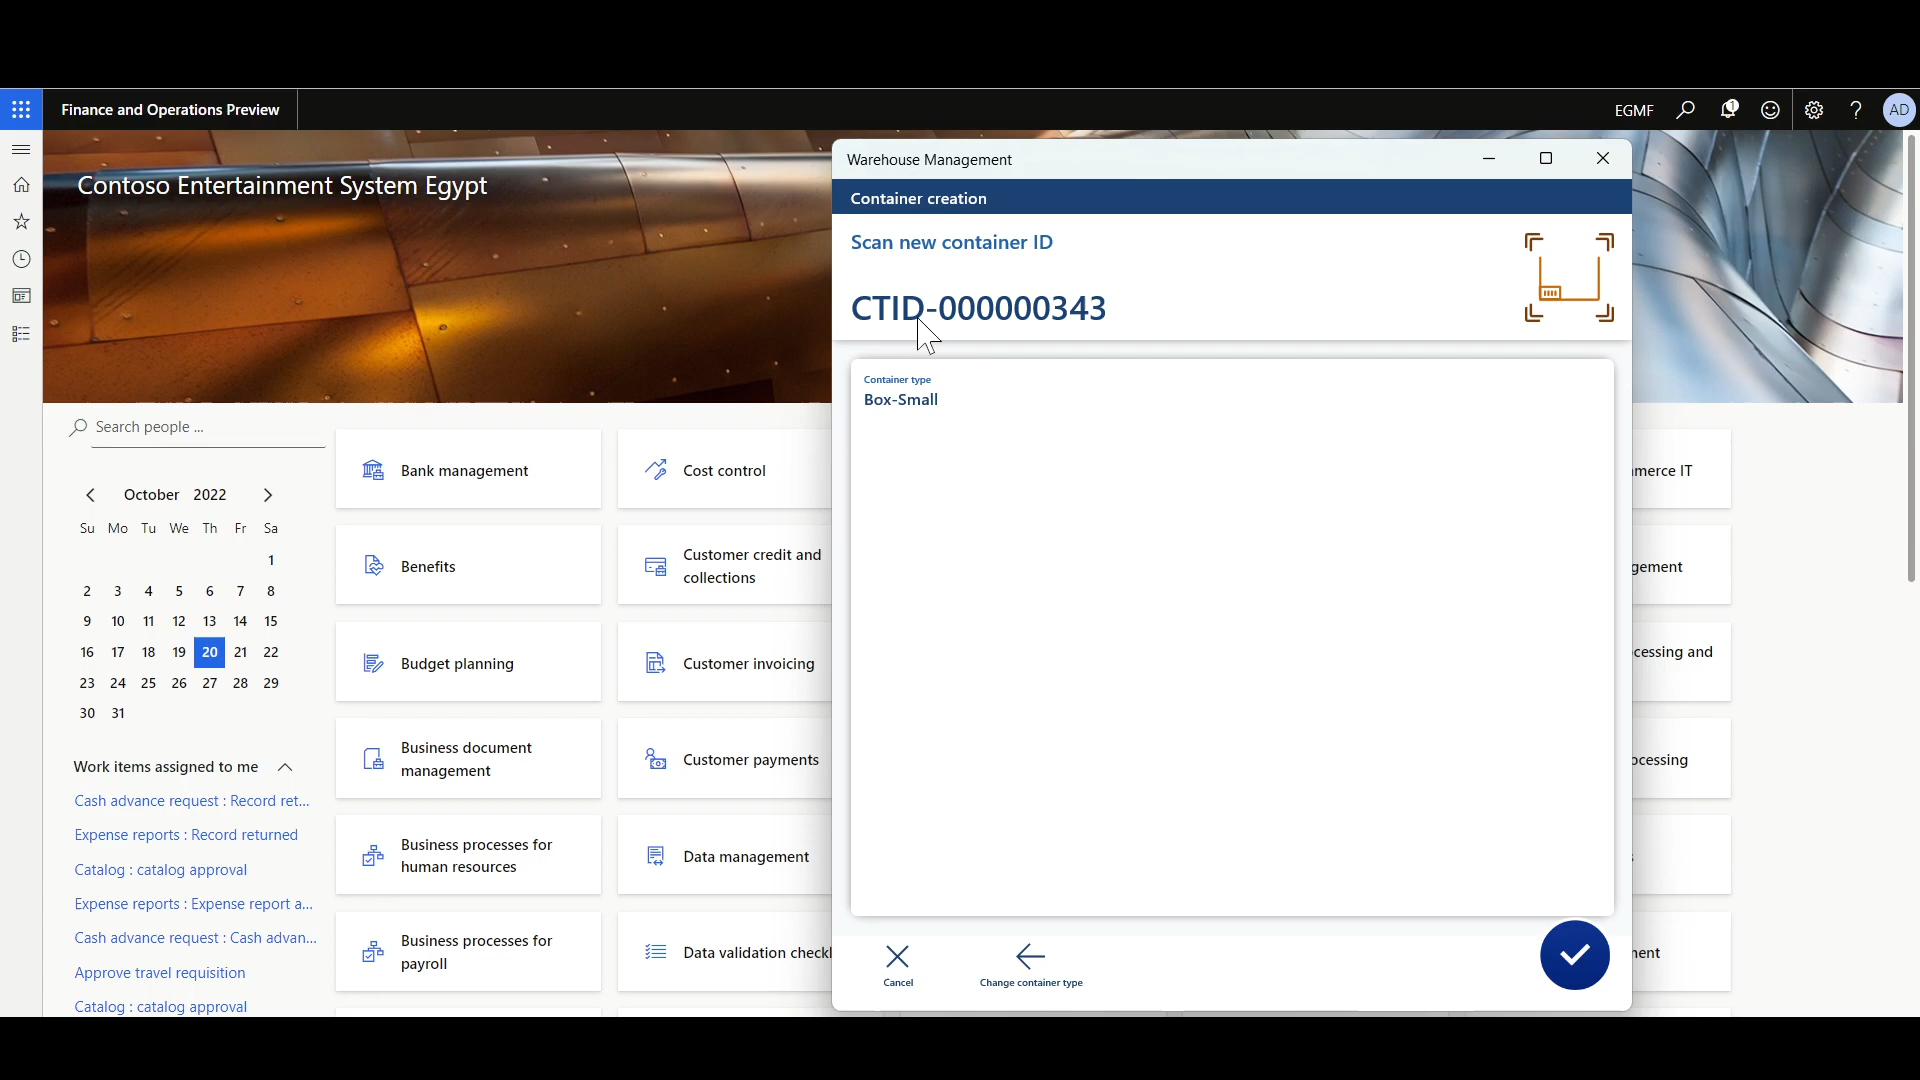 Finance and Operations Preview
EGMF
1
AD
Contoso Entertainment System Egypt
Search people ...
October 2022
Su Mo Tu We Th Fr Sa
1
2 3 4 5 6 7 8
9 10 11 12 13 14 15
16 17 18 19 20 21 22
23 24 25 26 27 28 29
30 31
Work items assigned to me
Cash advance request : Record ret...
Expense reports : Record returned
Catalog : catalog approval
Expense reports : Expense report a...
Cash advance request : Cash advan...
Approve travel requisition
Catalog : catalog approval
Bank management
Benefits
Budget planning
Business document
management
Business processes for
human resources
Business processes for
payroll
Cost control
Customer credit and
collections
Customer invoicing
Customer payments
Data management
Data validation checkl
Warehouse Management
Container creation
Scan new container ID
CTID-000000343
Container type
Box-Small
Cancel
Change container type
merce IT
gement
cessing and
ocessing
ent